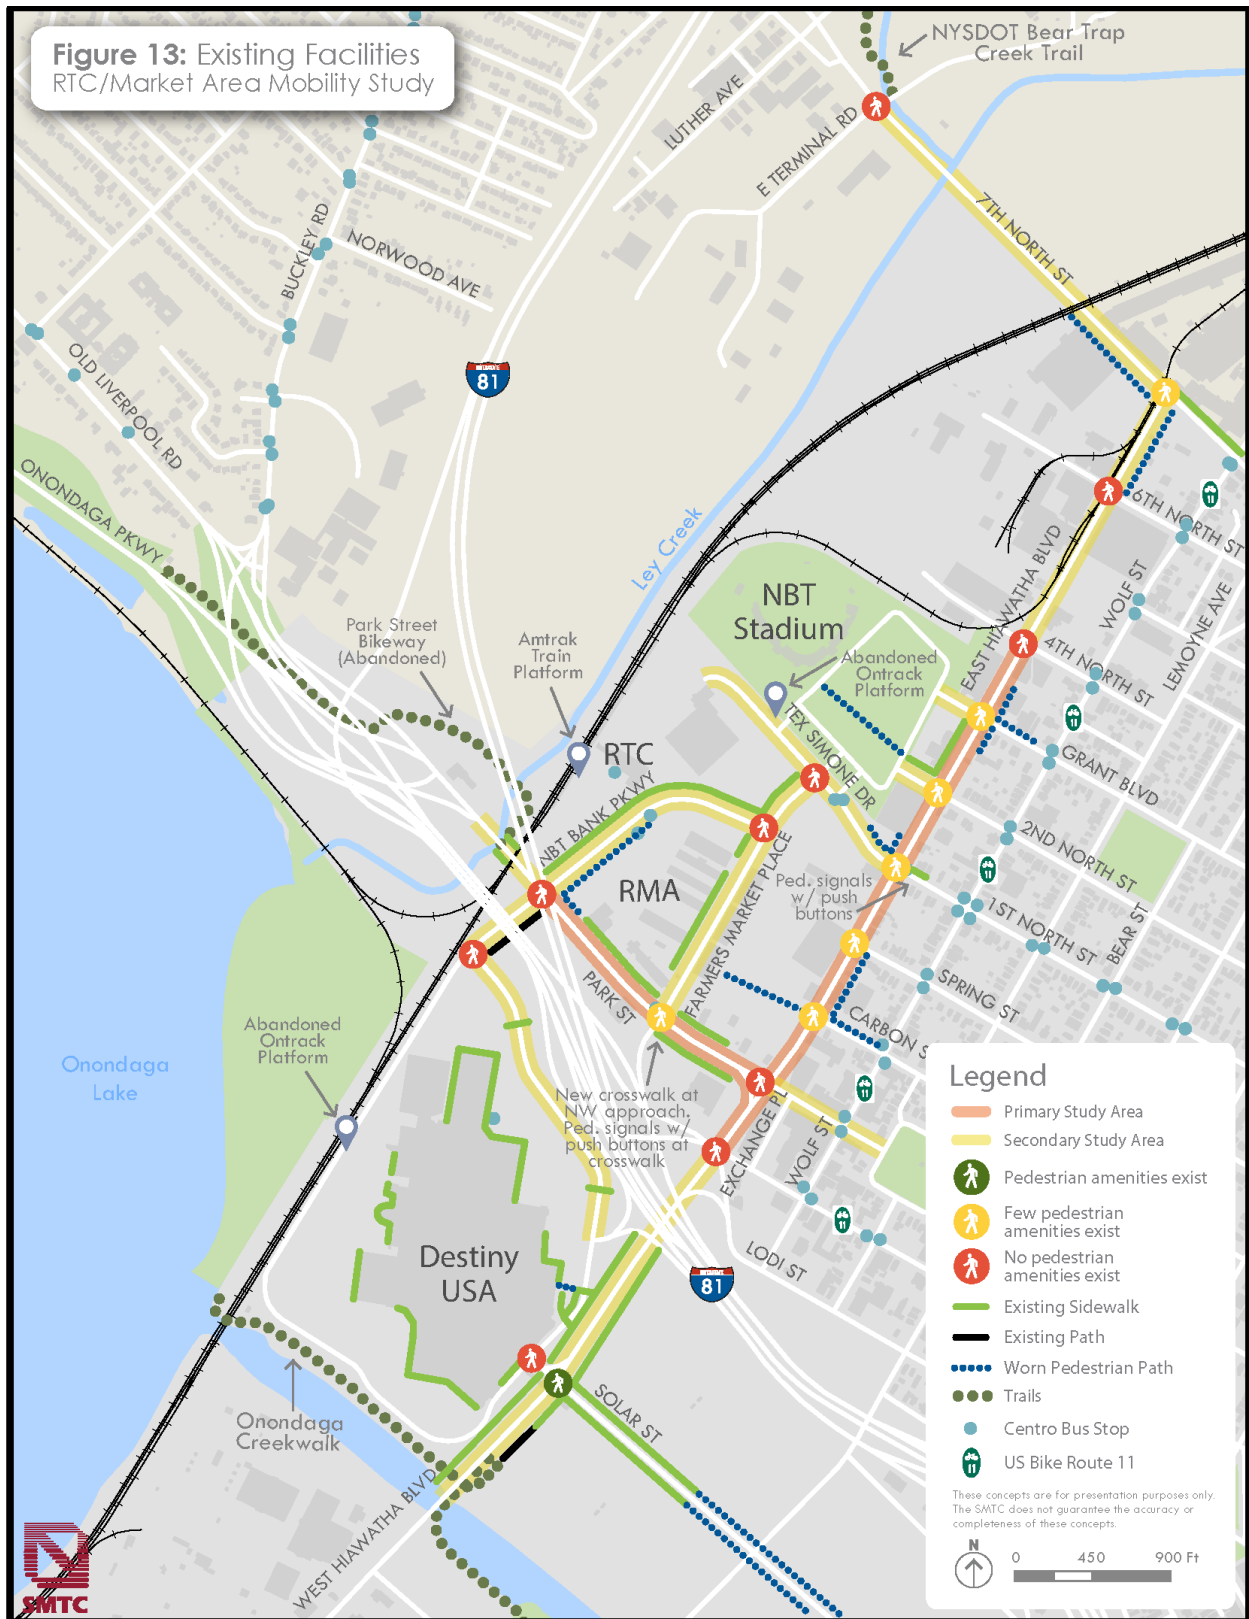 Figure 13: Existing Facilities
RTC/Market Area Mobility Study
NYSDOT Bear Trap
Creek Trail
LUTHER AVE
E TERMINAL RD
7TH NORTH ST
BUCKLEY RD
NORWOOD AVE
OLD LIVERPOOL RD
INTERSTATE
81
ONONDAGA PKWY
Ley Creek
6TH NORTH ST
11
EAST HIAWATHA BLVD
WOLF ST
LEMOYNE AVE
NBT
Stadium
Park Street
Bikeway
(Abandoned)
Amtrak
Train
Platform
Abandoned
Ontrack
Platform
4TH NORTH ST
11
RTC
TEX SIMONE DR
GRANT BLVD
NBT BANK PKWY
2ND NORTH ST
FARMERS MARKET PLACE
RMA
Ped. signals
w/ push
buttons
11
1ST NORTH ST
BEAR ST
PARK ST
SPRING ST
CARBON S
Abandoned
Ontrack
Platform
Onondaga
Lake
New crosswalk at
NW approach.
Ped. signals w/
push buttons at
crosswalk
EXCHANGE PL
WOLF ST
11
11
LODI ST
Destiny
USA
81
SOLAR ST
Onondaga
Creekwalk
WEST HIAWATHA BLVD
SMTC
Legend
Primary Study Area
Secondary Study Area
Pedestrian amenities exist
Few pedestrian
amenities exist
No pedestrian
amenities exist
Existing Sidewalk
Existing Path
Worn Pedestrian Path
Trails
Centro Bus Stop
11
US Bike Route 11
These concepts are for presentation purposes only.
The SMTC does not guarantee the accuracy or
completeness of these concepts.
N
0 450 900 Ft